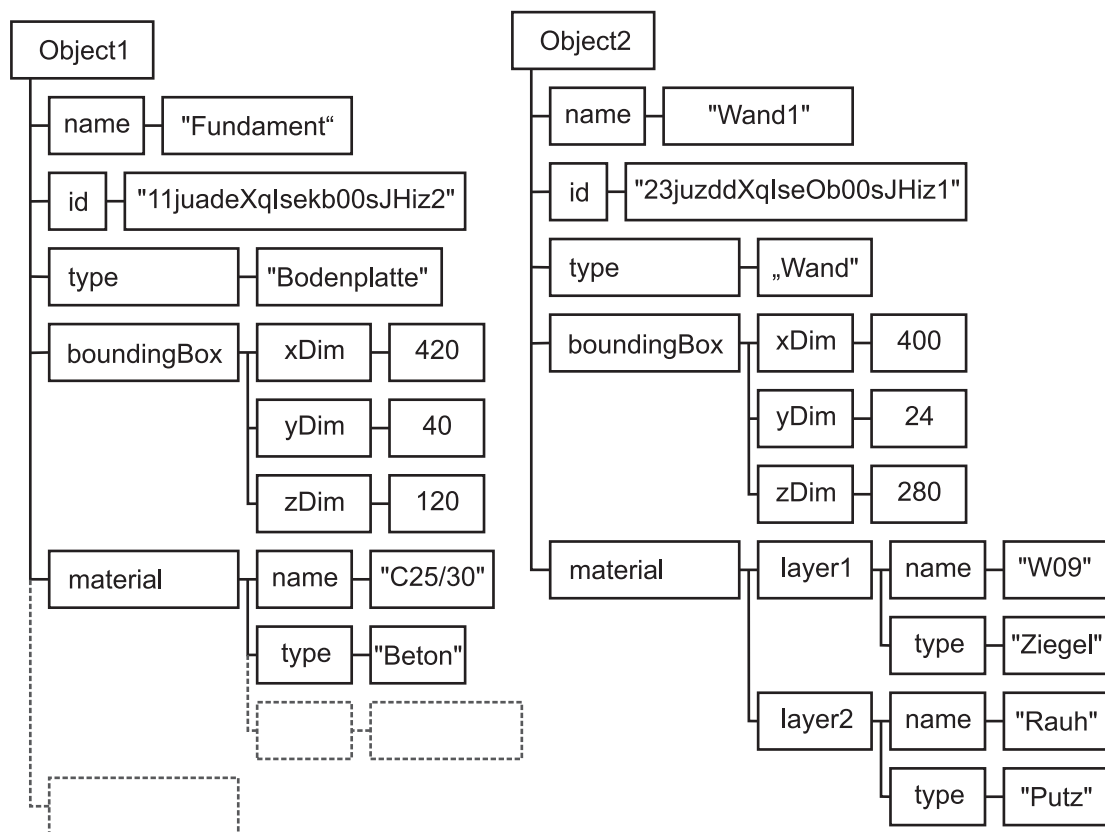 Object1
name "Fundament“
id "11juadeXqIsekb00sJHiz2"
type "Bodenplatte"
boundingBox xDim 420
yDim 40
zDim 120
material name "C25/30"
type "Beton"
Object2
name "Wand1"
id "23juzddXqIseOb00sJHiz1"
type „Wand"
boundingBox xDim 400
yDim 24
zDim 280
material layer1 name "W09"
type "Ziegel"
layer2 name "Rauh"
type "Putz"